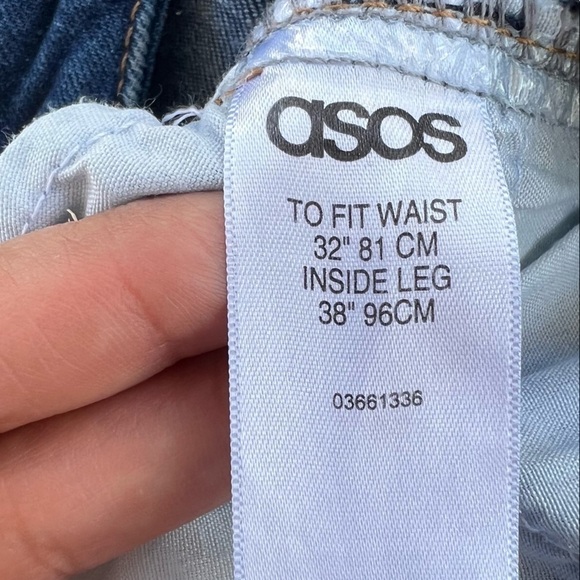 asos
TO FIT WAIST
32" 81 CM
INSIDE LEG
38" 96CM
03661336